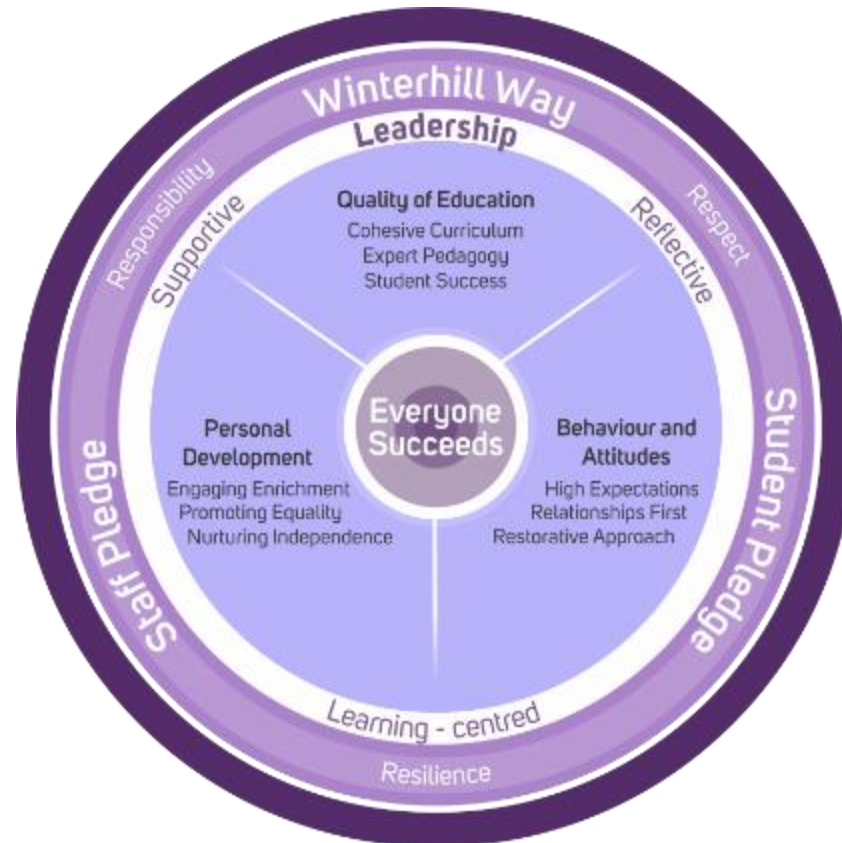 Winterhill Way
Leadership
Responsibility
Respect
Supportive
Reflective
Quality of Education
Cohesive Curriculum
Expert Pedagogy
Student Success
Everyone
Succeeds
Personal
Development
Engaging Enrichment
Promoting Equality
Nurturing Independence
Behaviour and
Attitudes
High Expectations
Relationships First
Restorative Approach
Staff Pledge
Student Pledge
Learning - centred
Resilience